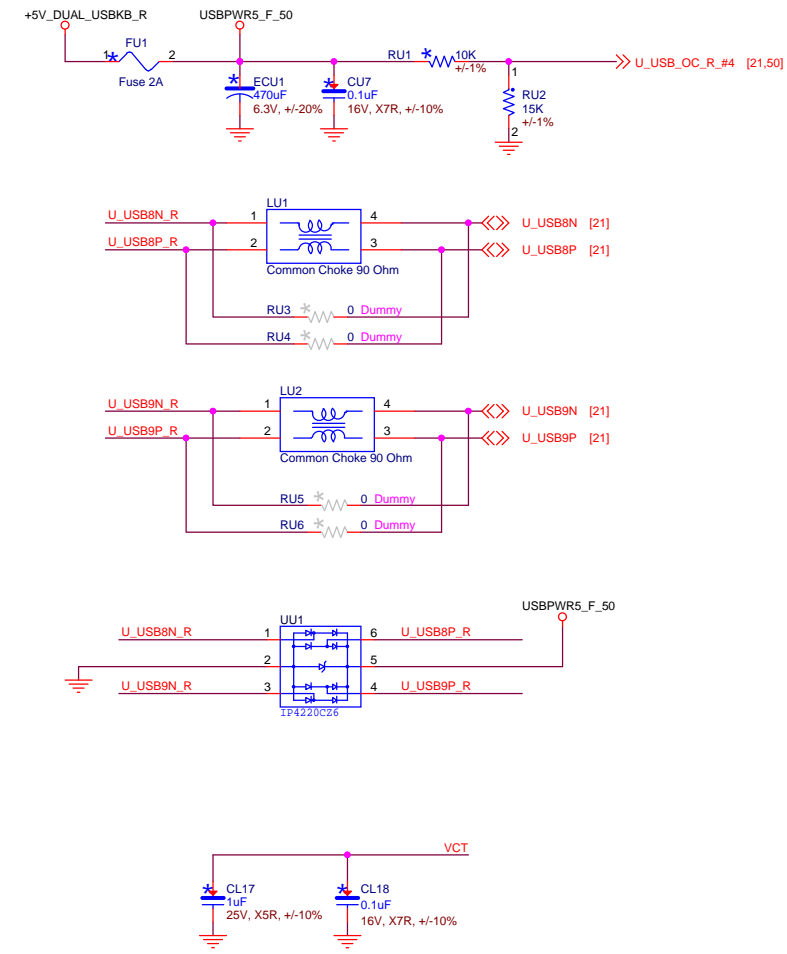 +5V_DUAL_USBKB_R
USBPWR5_F_50
FU1
1
*
2
Fuse 2A
*
ECU1
470uF
6.3V, +/-20%
*
CU7
0.1uF
16V, X7R, +/-10%
RU1
*
10K
+/-1%
1
RU2
15K
+/-1%
2
U_USB_OC_R_#4 [21,50]
LU1
U_USB8N_R 1 4 U_USB8N [21]
U_USB8P_R 2 3 U_USB8P [21]
Common Choke 90 Ohm
RU3 * 0 Dummy
RU4 * 0 Dummy
LU2
U_USB9N_R 1 4 U_USB9N [21]
U_USB9P_R 2 3 U_USB9P [21]
Common Choke 90 Ohm
RU5 * 0 Dummy
RU6 * 0 Dummy
USBPWR5_F_50
UU1
U_USB8N_R 1 6 U_USB8P_R
2 5
U_USB9N_R 3 4 U_USB9P_R
IP4220CZ6
VCT
*
CL17
1uF
25V, X5R, +/-10%
*
CL18
0.1uF
16V, X7R, +/-10%